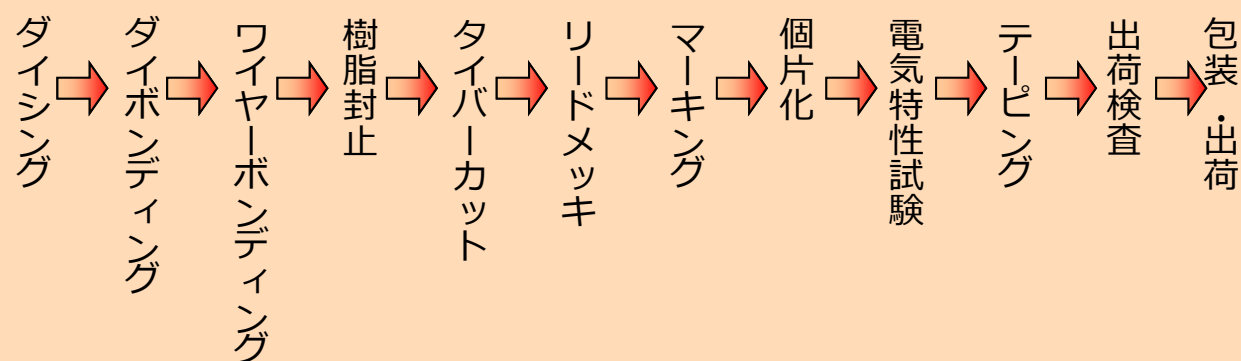 ダイシング
ダイボンディング
ワイヤーボンディング
樹脂封止
タイバーカット
リードメッキ
マーキング
個片化
電気特性試験
テーピング
出荷検査
包装・出荷